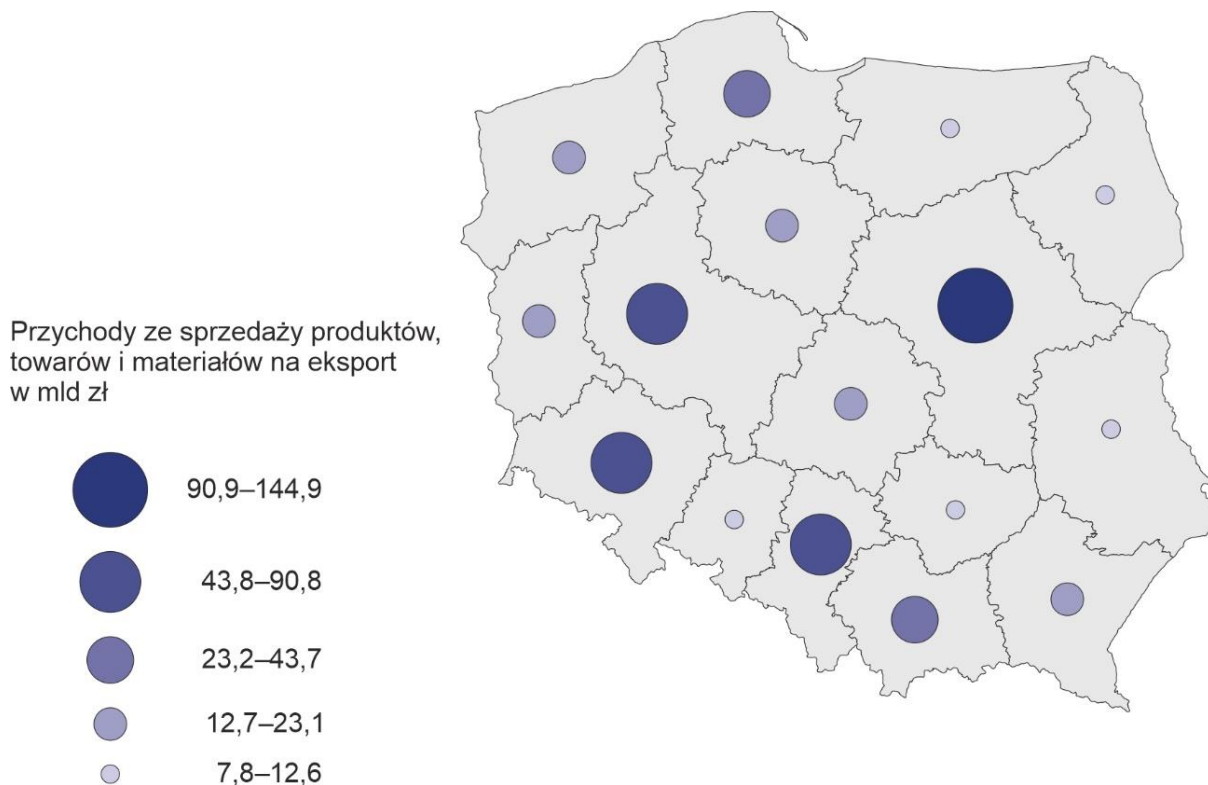 Przychody ze sprzedaży produktów,
towarów i materiałów na eksport
w mld zł
90,9–144,9
43,8–90,8
23,2–43,7
12,7–23,1
7,8–12,6